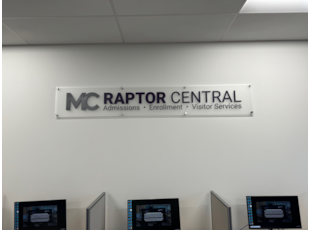 MC RAPTOR CENTRAL
Admissions • Enrollment • Visitor Services